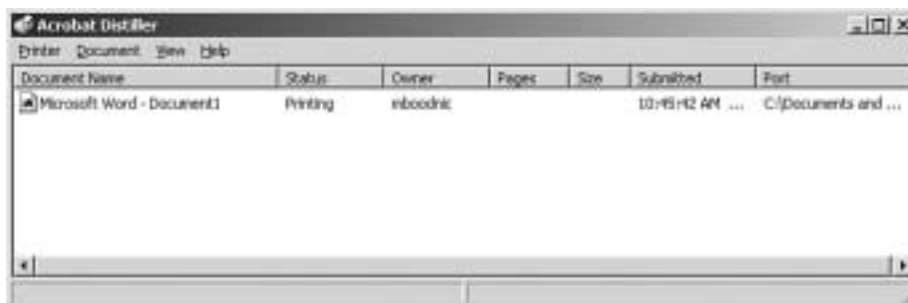 Acrobat Distiller
Printer Document View Help
Document Name Status Owner Pages Size Submitted Port
Microsoft Word - Document1 Printing mboodnic 10:45:42 AM ... C:\Documents and ...